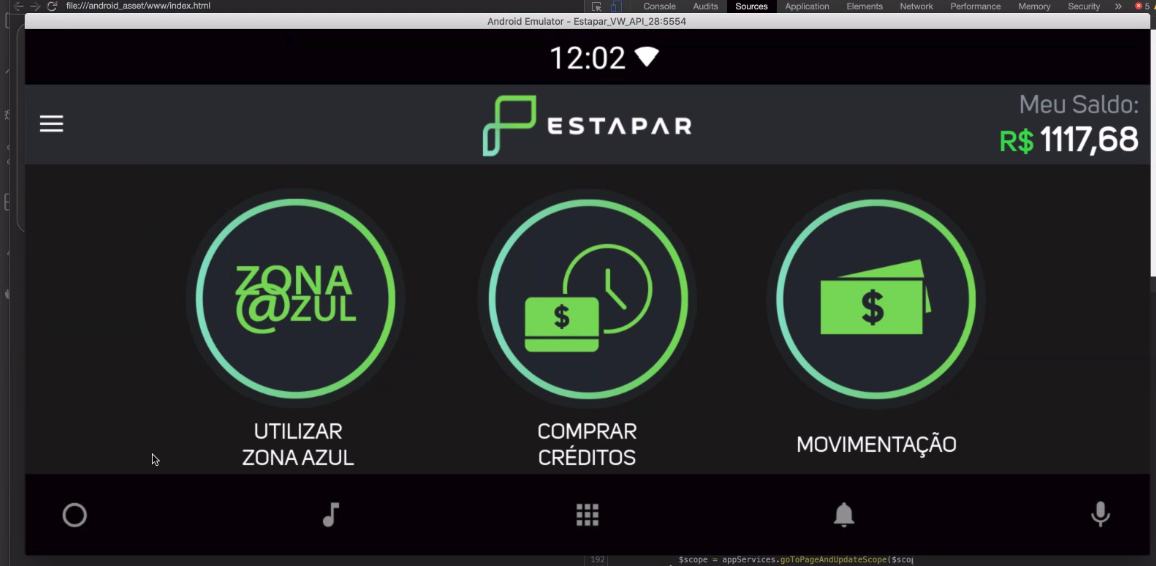 file:///android_asset/www/index.html
Console Audits Sources Application Elements Network Performance Memory Security » 5
Android Emulator - Estapar_VW_API_28:5554
12:02
ESTAPAR
Meu Saldo:
R$ 1117,68
ZONA
@ZUL
$
$
UTILIZAR
ZONA AZUL
COMPRAR
CRÉDITOS
MOVIMENTAÇÃO
192 $scope = appServices.goToPageAndUpdateScope($scop